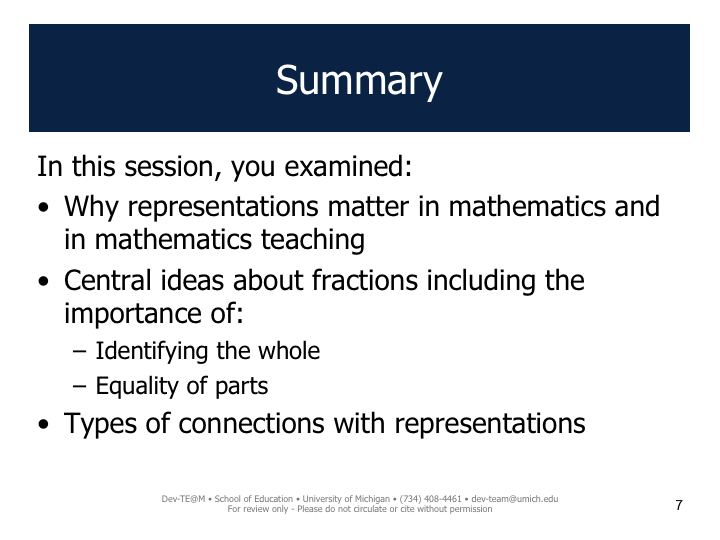 Summary
In this session, you examined:
• Why representations matter in mathematics and
in mathematics teaching
• Central ideas about fractions including the
importance of:
– Identifying the whole
– Equality of parts
• Types of connections with representations
Dev-TE@M • School of Education • University of Michigan • (734) 408-4461 • dev-team@umich.edu
For review only - Please do not circulate or cite without permission
7